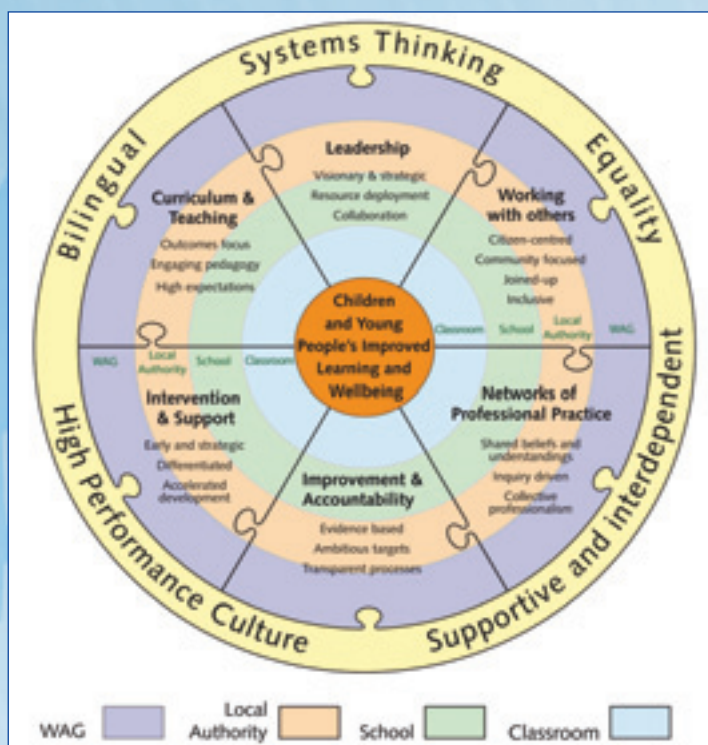 Systems Thinking
Equality
Supportive and interdependent
High Performance Culture
Bilingual
Leadership
Visionary & strategic
Resource deployment
Collaboration
Working
with others
Citizen-centred
Community focused
Joined-up
Inclusive
Networks of
Professional Practice
Shared beliefs and
understandings
Inquiry driven
Collective
professionalism
Improvement &
Accountability
Evidence based
Ambitious targets
Transparent processes
Intervention
& Support
Early and strategic
Differentiated
Accelerated
development
Curriculum &
Teaching
Outcomes focus
Engaging pedagogy
High expectations
Children
and Young
People's Improved
Learning and
Wellbeing
Classroom
School
Local
Authority
WAG
WAG
Local
Authority
School
Classroom
WAG
Local
Authority
School
Classroom